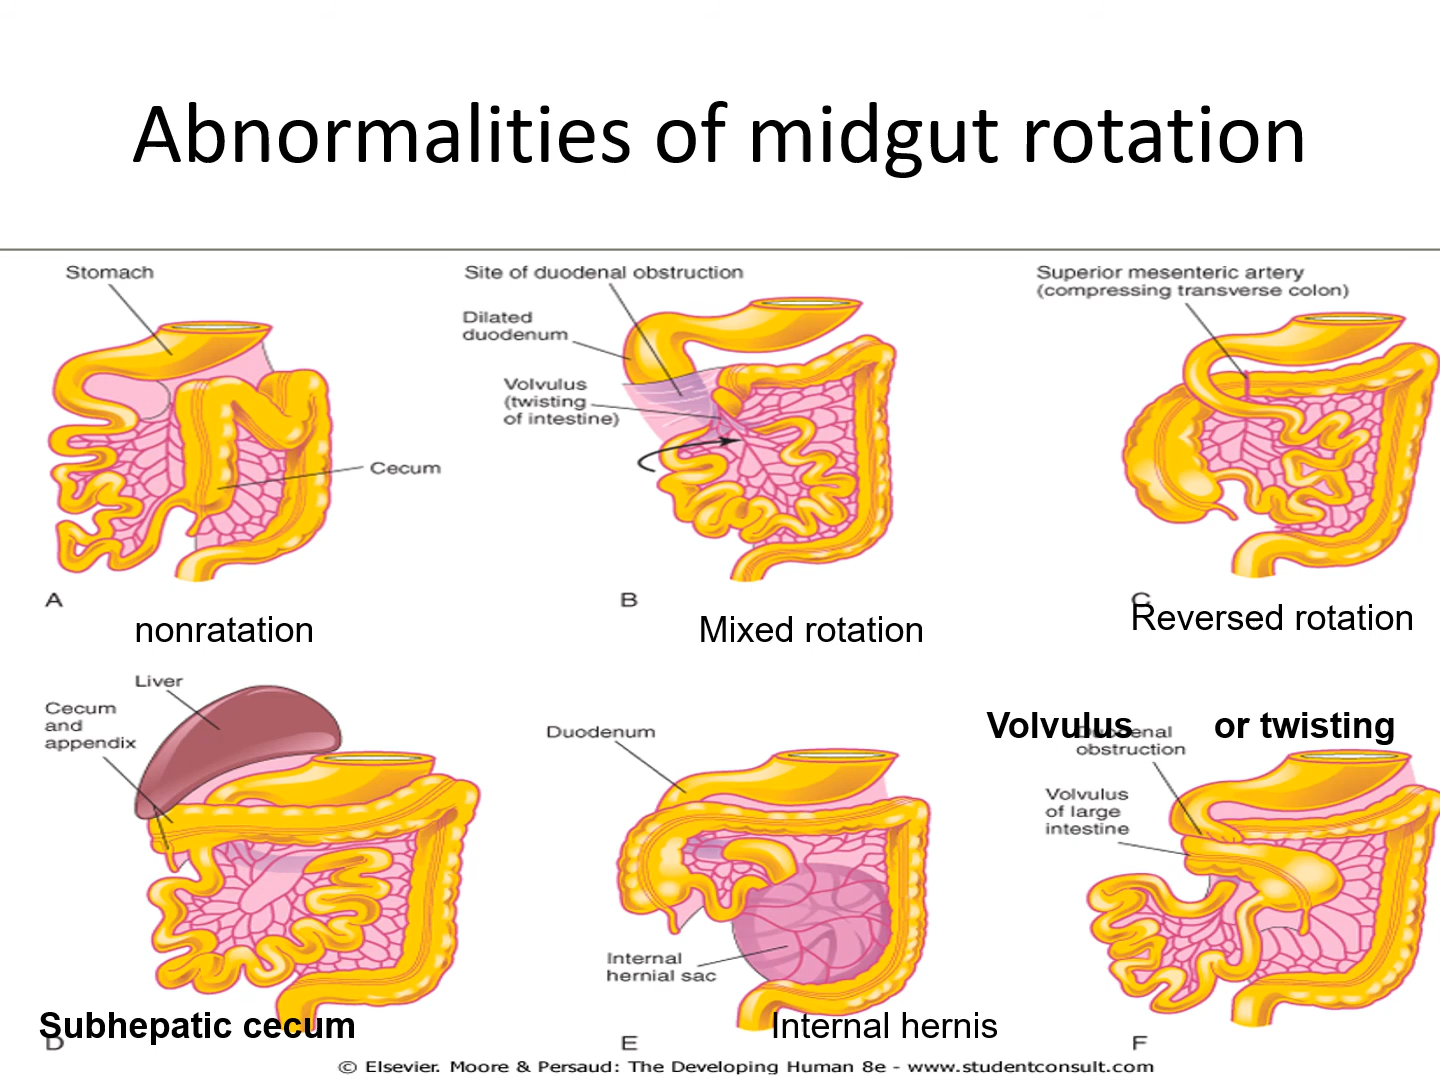 Abnormalities of midgut rotation
Stomach
Cecum
A
nonratation
Site of duodenal obstruction
Dilated
duodenum
Volvulus
(twisting
of intestine)
B
Mixed rotation
Superior mesenteric artery
(compressing transverse colon)
C
Reversed rotation
Liver
Cecum
and
appendix
Subhepatic cecum
D
Duodenum
Internal
hernial sac
Internal hernis
E
Volvulus or twisting
Duodenal
obstruction
Volvulus
of large
intestine
F
© Elsevier. Moore & Persaud: The Developing Human 8e - www.studentconsult.com